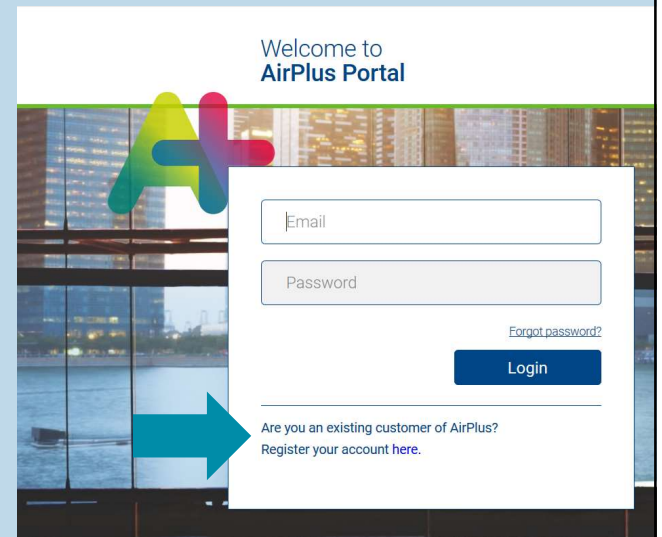 Welcome to
AirPlus Portal
A+
Email
Password
Forgot password?
Login
Are you an existing customer of AirPlus?
Register your account here.